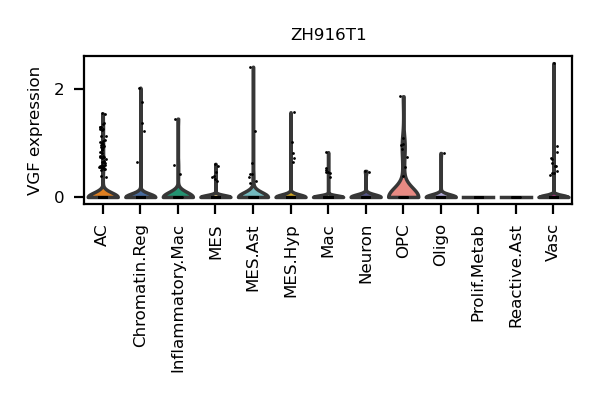 ZH916T1
VGF expression
2
0
AC
Chromatin.Reg
Inflammatory.Mac
MES
MES.Ast
MES.Hyp
Mac
Neuron
OPC
Oligo
Prolif.Metab
Reactive.Ast
Vasc